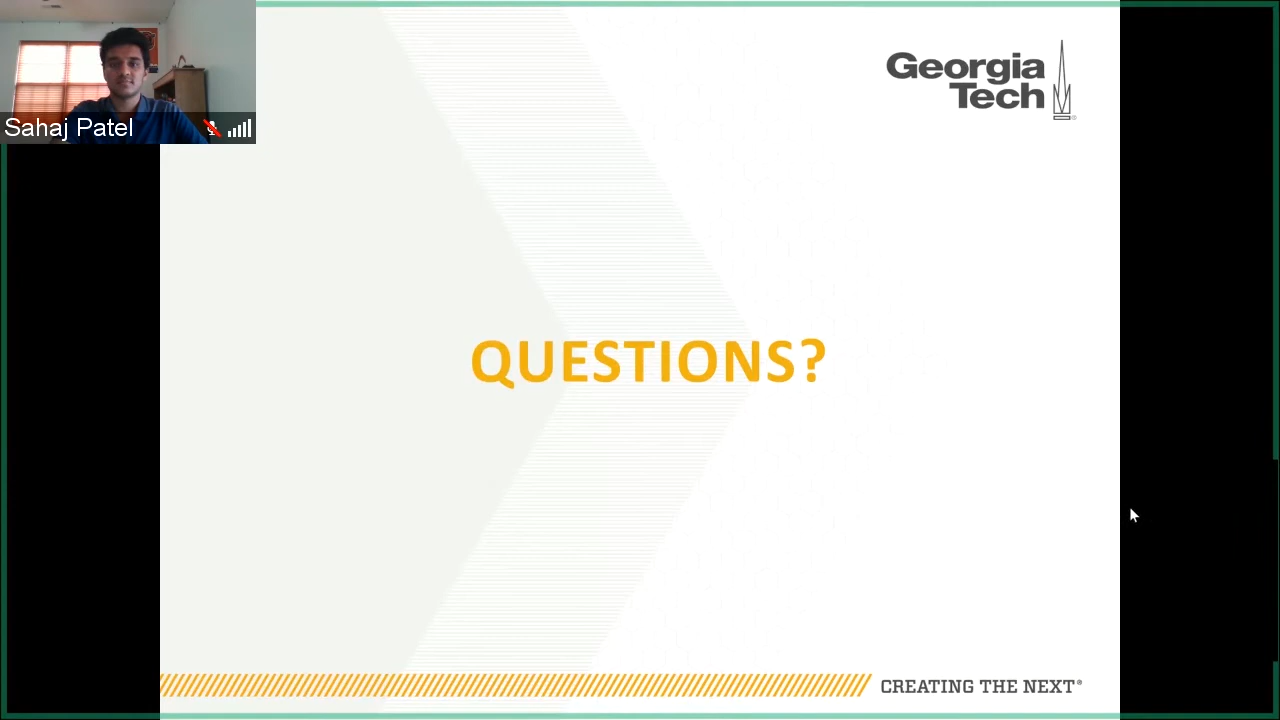 Sahaj Patel
Georgia
Tech
QUESTIONS?
CREATING THE NEXT®